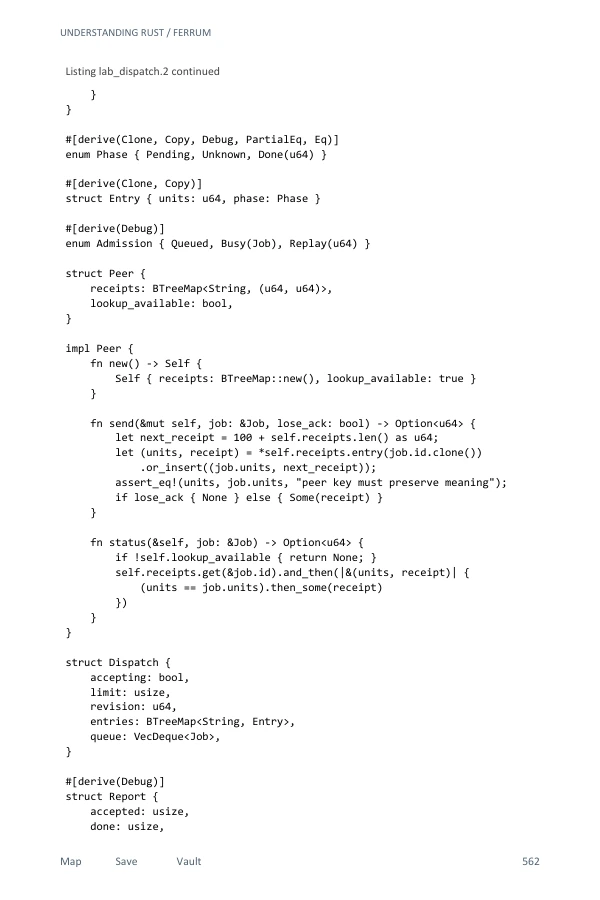 UNDERSTANDING RUST / FERRUM
Listing lab_dispatch.2 continued
    }
}
#[derive(Clone, Copy, Debug, PartialEq, Eq)]
enum Phase { Pending, Unknown, Done(u64) }
#[derive(Clone, Copy)]
struct Entry { units: u64, phase: Phase }
#[derive(Debug)]
enum Admission { Queued, Busy(Job), Replay(u64) }
struct Peer {
    receipts: BTreeMap<String, (u64, u64)>,
    lookup_available: bool,
}
impl Peer {
    fn new() -> Self {
        Self { receipts: BTreeMap::new(), lookup_available: true }
    }
    fn send(&mut self, job: &Job, lose_ack: bool) -> Option<u64> {
        let next_receipt = 100 + self.receipts.len() as u64;
        let (units, receipt) = *self.receipts.entry(job.id.clone())
            .or_insert((job.units, next_receipt));
        assert_eq!(units, job.units, "peer key must preserve meaning");
        if lose_ack { None } else { Some(receipt) }
    }
    fn status(&self, job: &Job) -> Option<u64> {
        if !self.lookup_available { return None; }
        self.receipts.get(&job.id).and_then(|&(units, receipt)| {
            (units == job.units).then_some(receipt)
        })
    }
}
struct Dispatch {
    accepting: bool,
    limit: usize,
    revision: u64,
    entries: BTreeMap<String, Entry>,
    queue: VecDeque<Job>,
}
#[derive(Debug)]
struct Report {
    accepted: usize,
    done: usize,
Map Save Vault 562